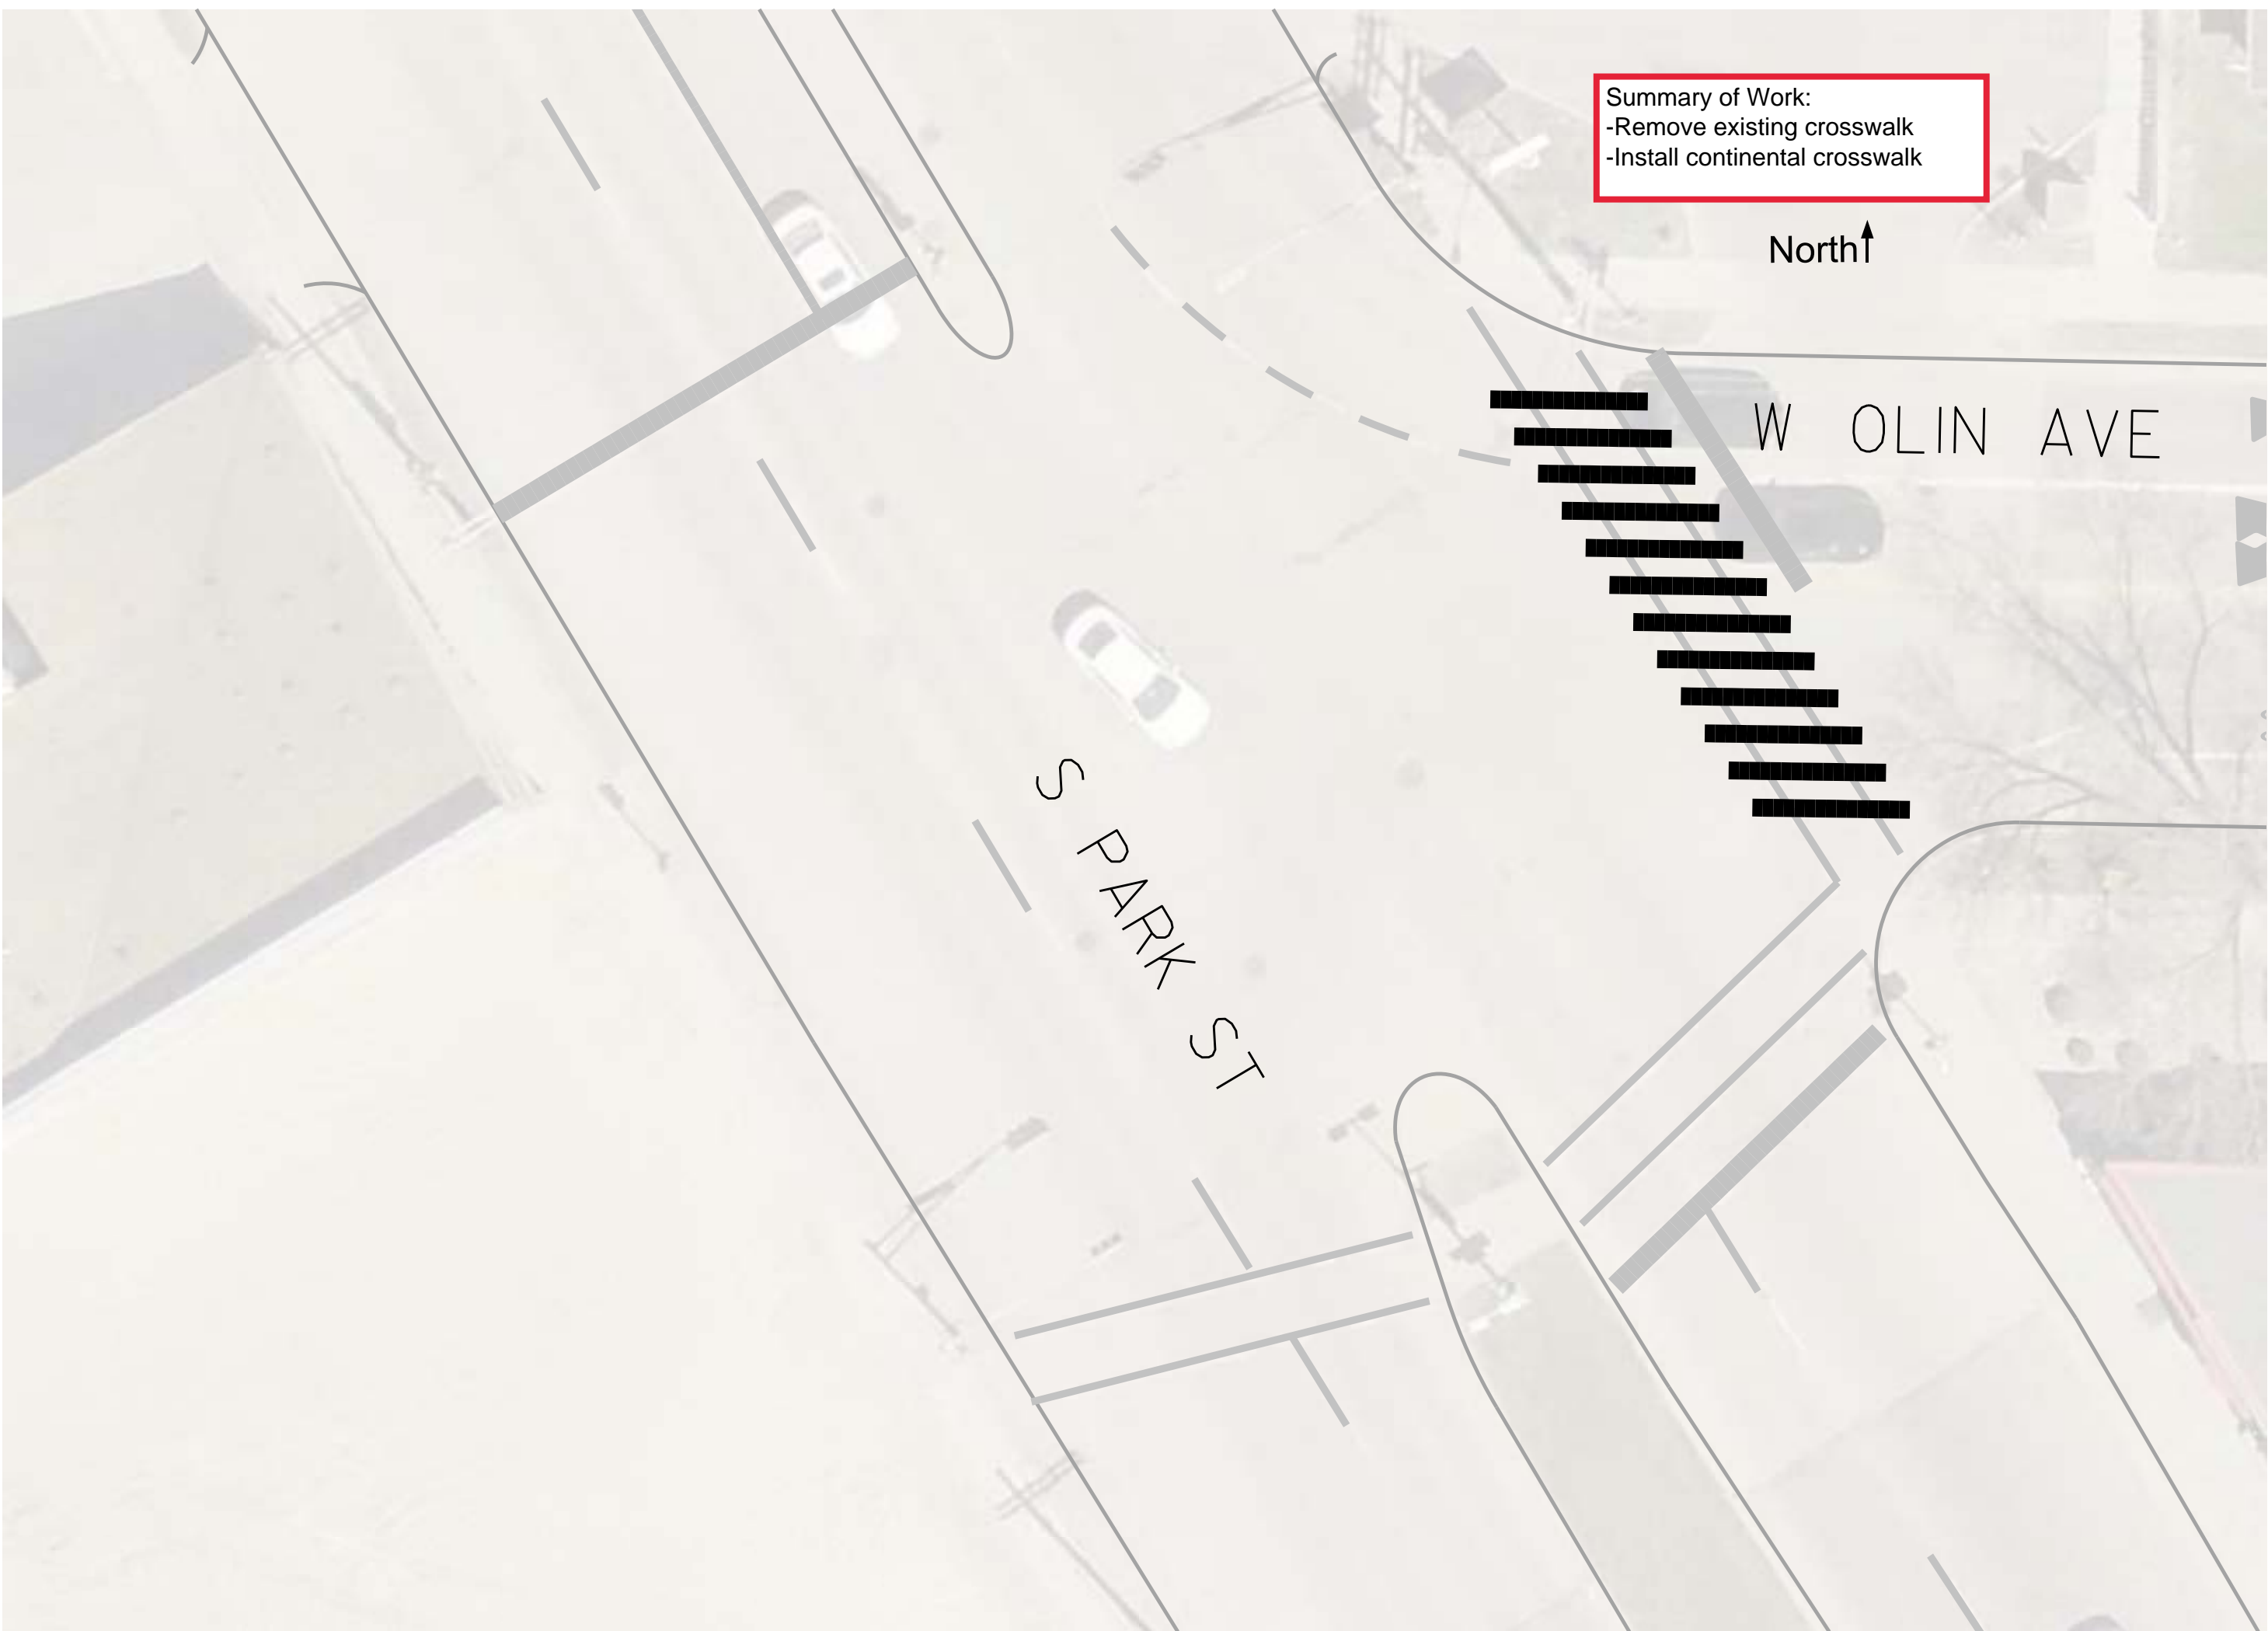 Summary of Work:
-Remove existing crosswalk
-Install continental crosswalk
North
W OLIN AVE
S PARK ST